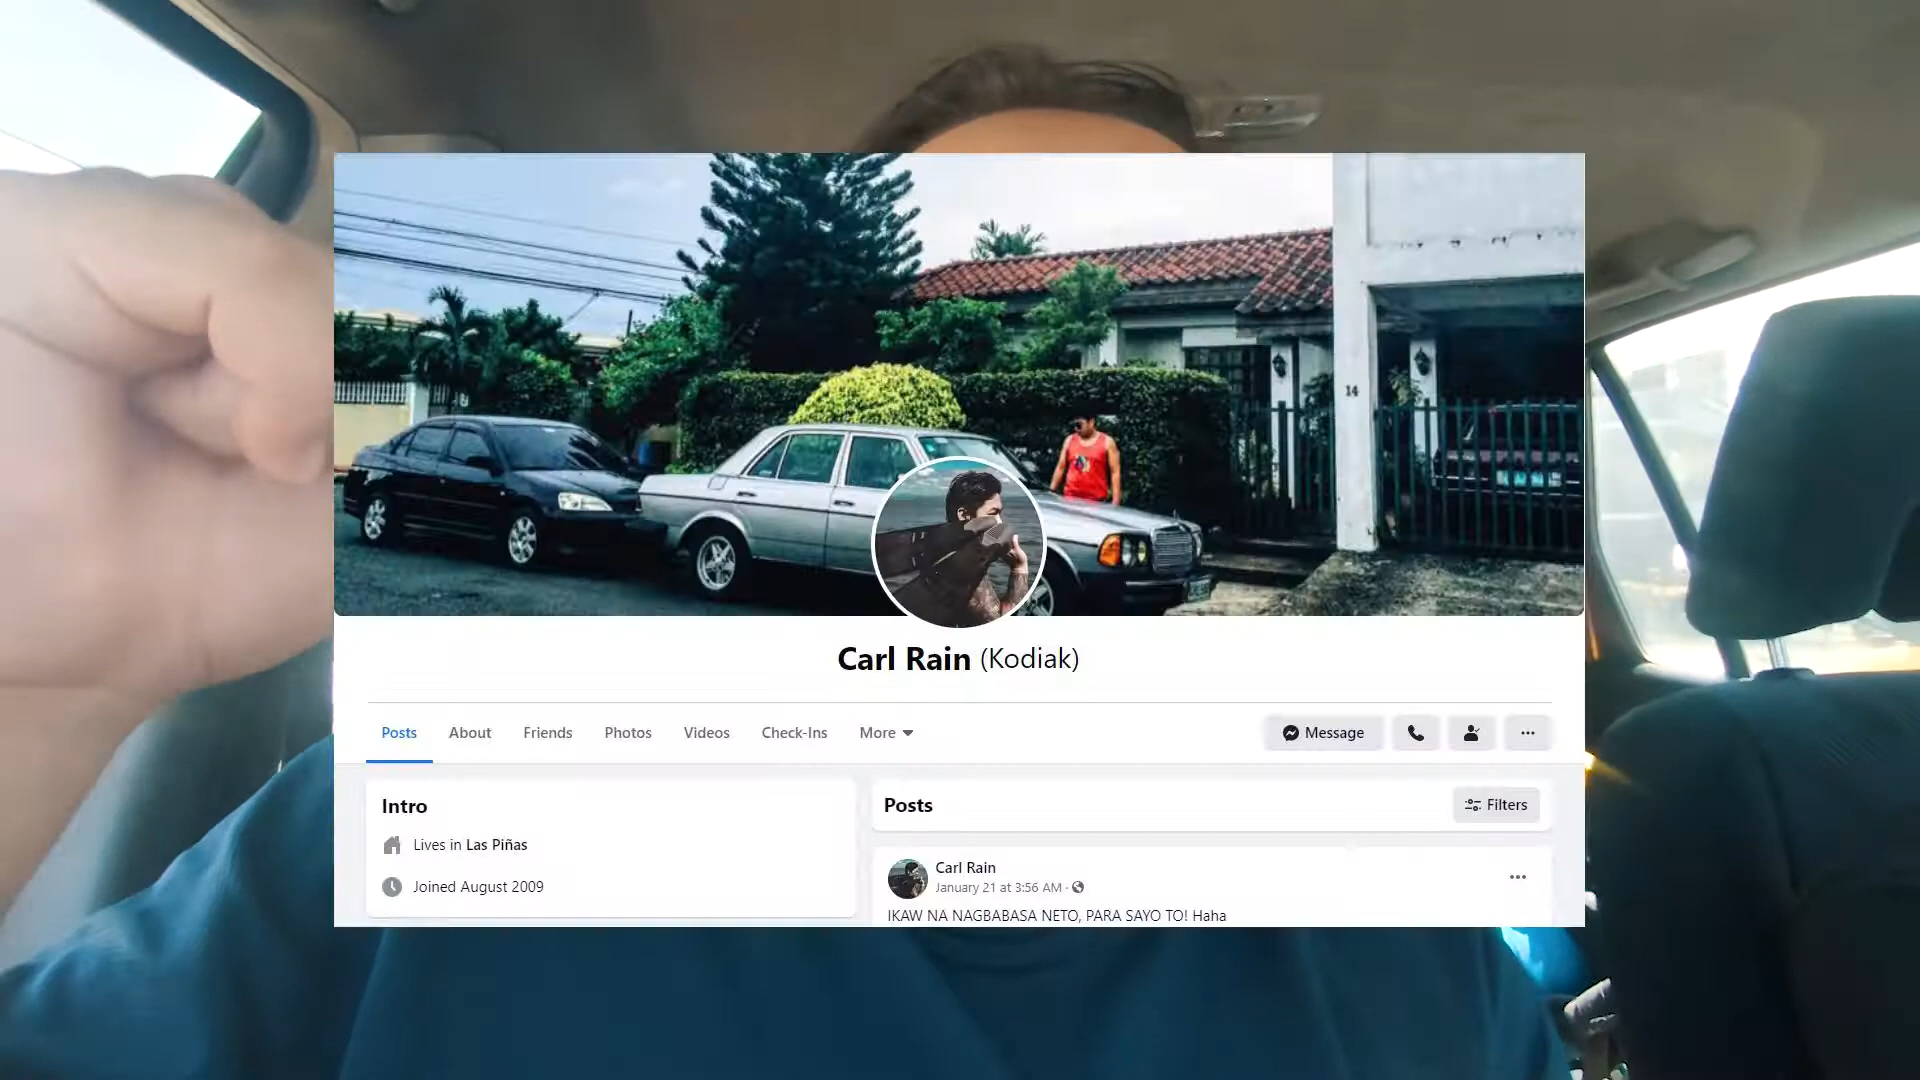 14
Carl Rain (Kodiak)
Posts About Friends Photos Videos Check-Ins More
Message
Intro
Lives in Las Piñas
Joined August 2009
Posts
Filters
Carl Rain
January 21 at 3:56 AM ·
IKAW NA NAGBABASA NETO, PARA SAYO TO! Haha